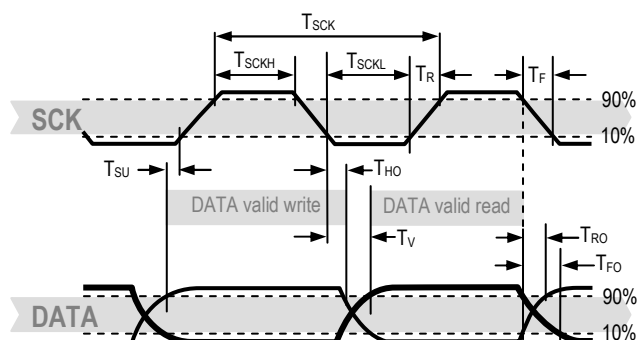 TSCK
TSCKH TSCKL TR TF
90%
SCK
10%
TSU THO
DATA valid write DATA valid read
TV TRO
TFO
90%
DATA
10%